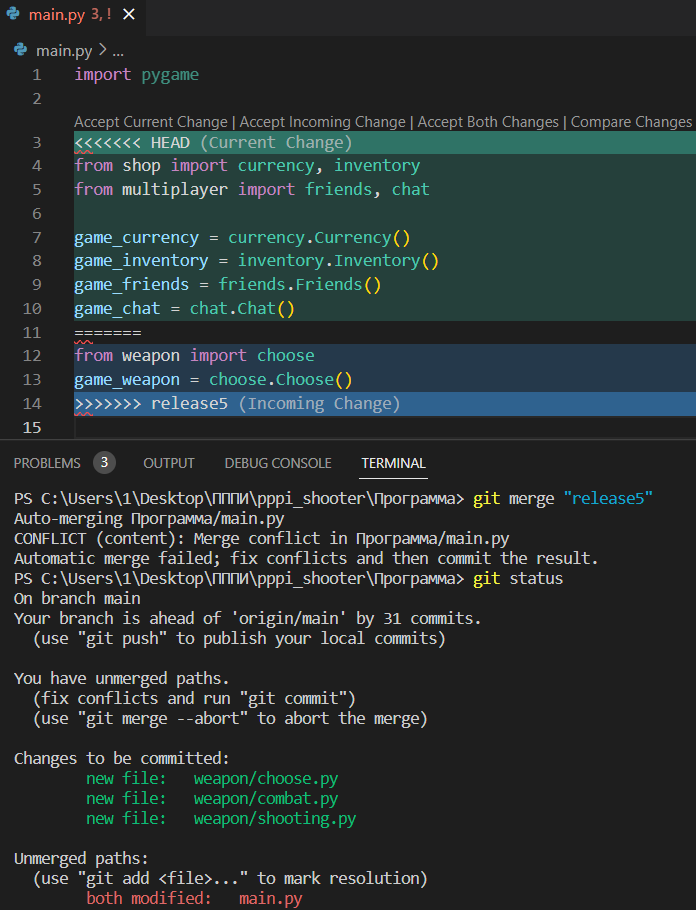 main.py 3, !
main.py > ...
1 import pygame
2
Accept Current Change | Accept Incoming Change | Accept Both Changes | Compare Changes
3 <<<<<<< HEAD (Current Change)
4 from shop import currency, inventory
5 from multiplayer import friends, chat
6
7 game_currency = currency.Currency()
8 game_inventory = inventory.Inventory()
9 game_friends = friends.Friends()
10 game_chat = chat.Chat()
11 =======
12 from weapon import choose
13 game_weapon = choose.Choose()
14 >>>>>>> release5 (Incoming Change)
15
PROBLEMS 3 OUTPUT DEBUG CONSOLE TERMINAL
PS C:\Users\1\Desktop\ПППИ\pppi_shooter\Программа> git merge "release5"
Auto-merging Программа/main.py
CONFLICT (content): Merge conflict in Программа/main.py
Automatic merge failed; fix conflicts and then commit the result.
PS C:\Users\1\Desktop\ПППИ\pppi_shooter\Программа> git status
On branch main
Your branch is ahead of 'origin/main' by 31 commits.
(use "git push" to publish your local commits)
You have unmerged paths.
(fix conflicts and run "git commit")
(use "git merge --abort" to abort the merge)
Changes to be committed:
new file: weapon/choose.py
new file: weapon/combat.py
new file: weapon/shooting.py
Unmerged paths:
(use "git add <file>..." to mark resolution)
both modified: main.py